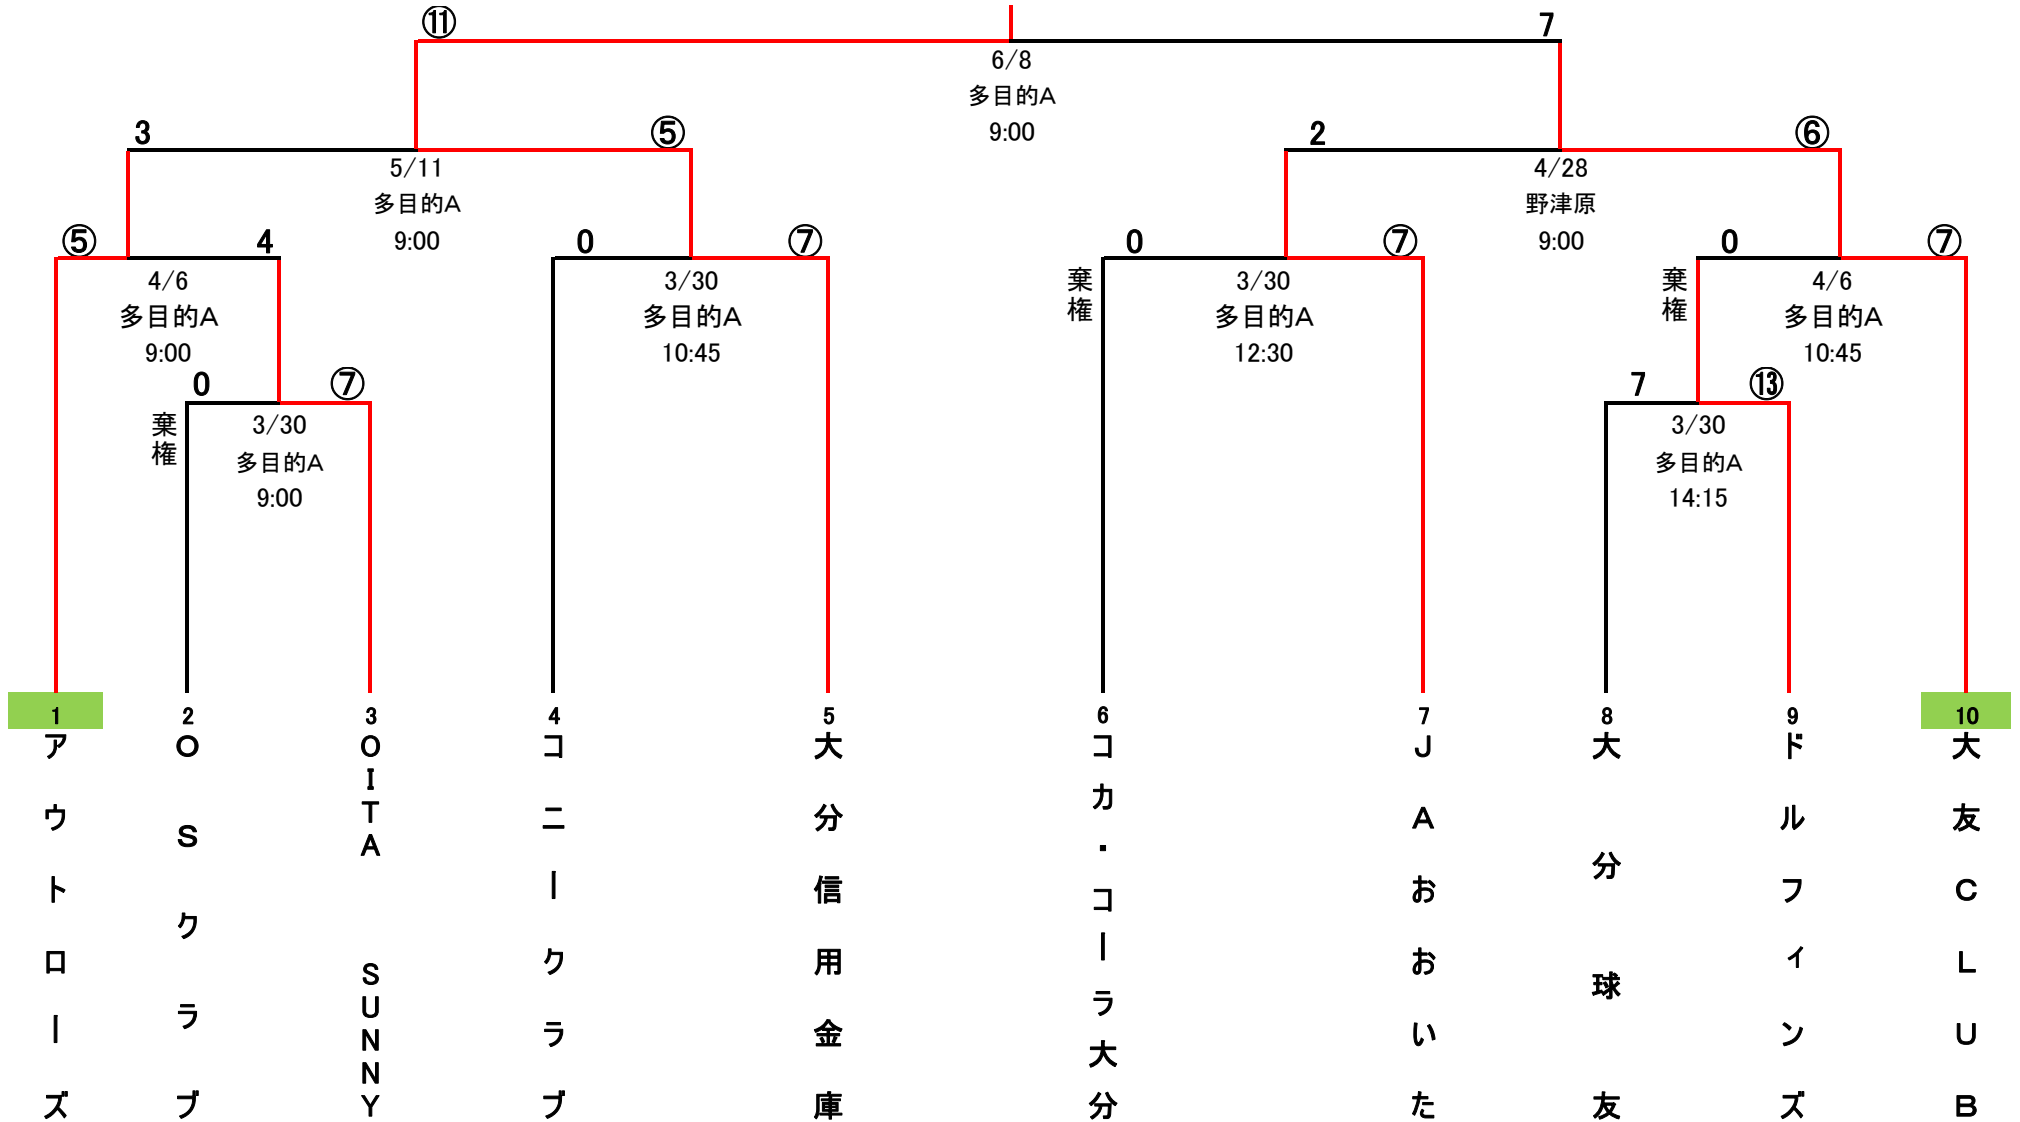 ⑪
7
6/8
多目的A
9:00
3
⑤
5/11
多目的A
9:00
2
⑥
4/28
野津原
9:00
⑤
4
4/6
多目的A
9:00
0
⑦
3/30
多目的A
10:45
棄権
0
⑦
3/30
多目的A
12:30
棄権
0
⑦
4/6
多目的A
10:45
棄権
0
⑦
3/30
多目的A
9:00
7
⑬
3/30
多目的A
14:15
1
アウトローズ
2
OSクラブ
3
OITA SUNNY
4
コニークラブ
5
大分信用金庫
6
コカ・コーラ大分
7
JAおおいた
8
大分球友
9
ドルフィンズ
10
大友CLUB